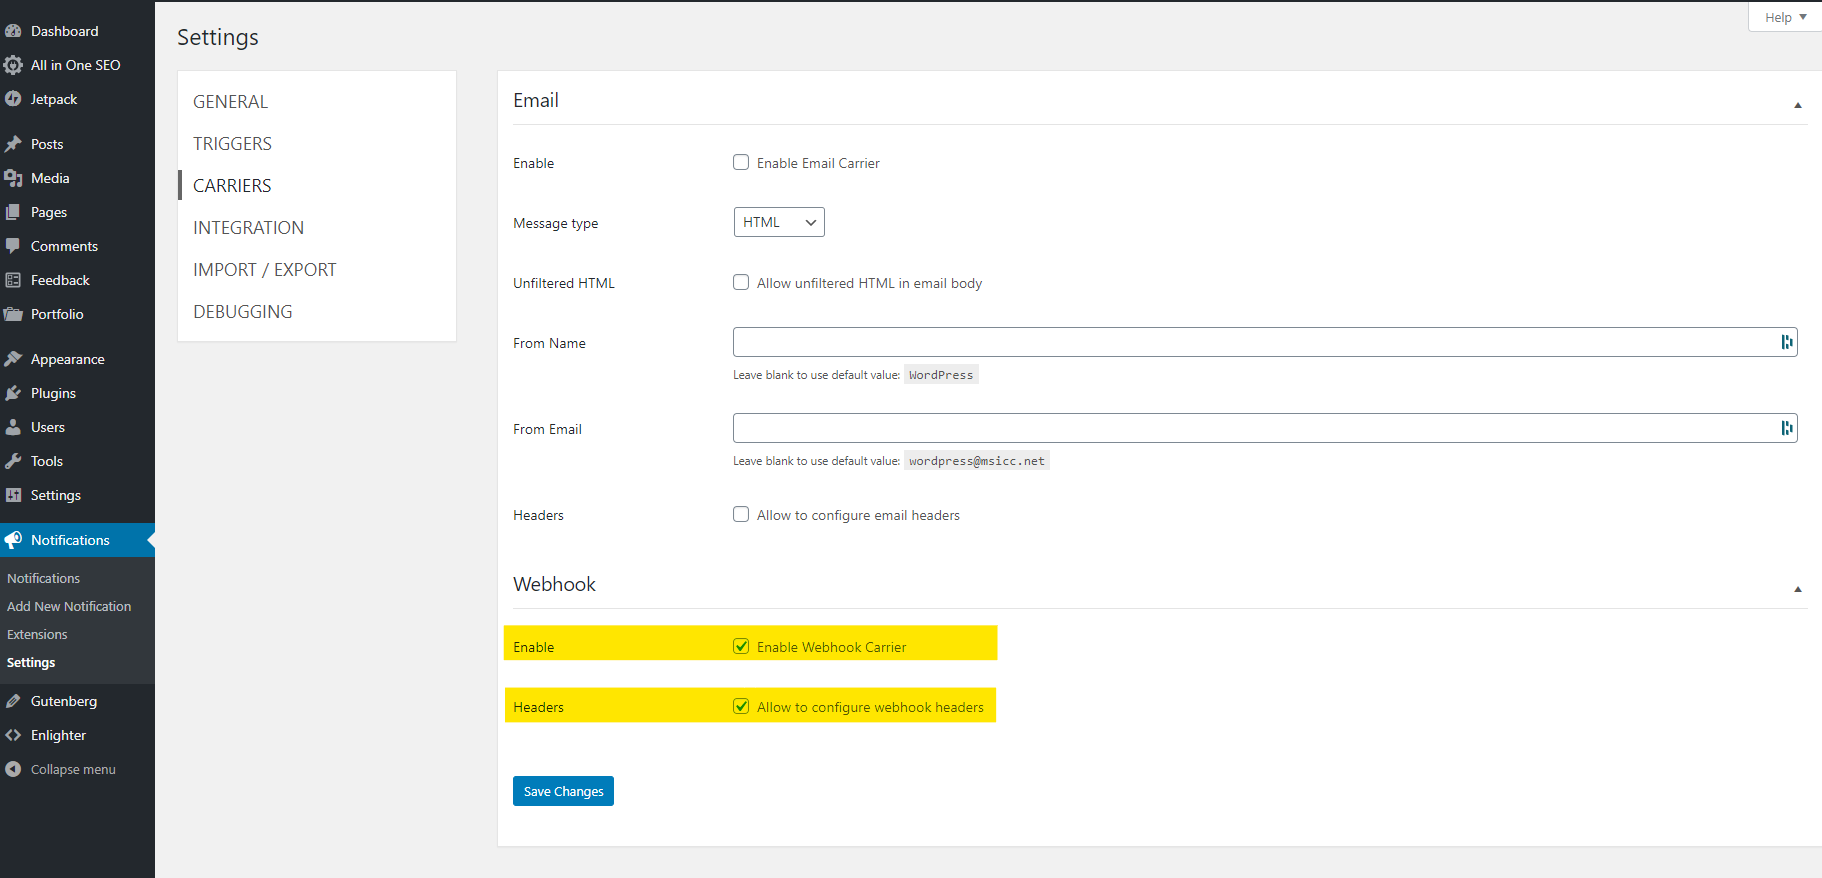 Dashboard
All in One SEO
Jetpack
Posts
Media
Pages
Comments
Feedback
Portfolio
Appearance
Plugins
Users
Tools
Settings
Notifications
Notifications
Add New Notification
Extensions
Settings
Gutenberg
Enlighter
Collapse menu
Help
Settings
GENERAL
TRIGGERS
CARRIERS
INTEGRATION
IMPORT / EXPORT
DEBUGGING
Email
Enable Enable Email Carrier
Message type HTML
Unfiltered HTML Allow unfiltered HTML in email body
From Name
Leave blank to use default value: WordPress
From Email
Leave blank to use default value: wordpress@msicc.net
Headers Allow to configure email headers
Webhook
Enable Enable Webhook Carrier
Headers Allow to configure webhook headers
Save Changes